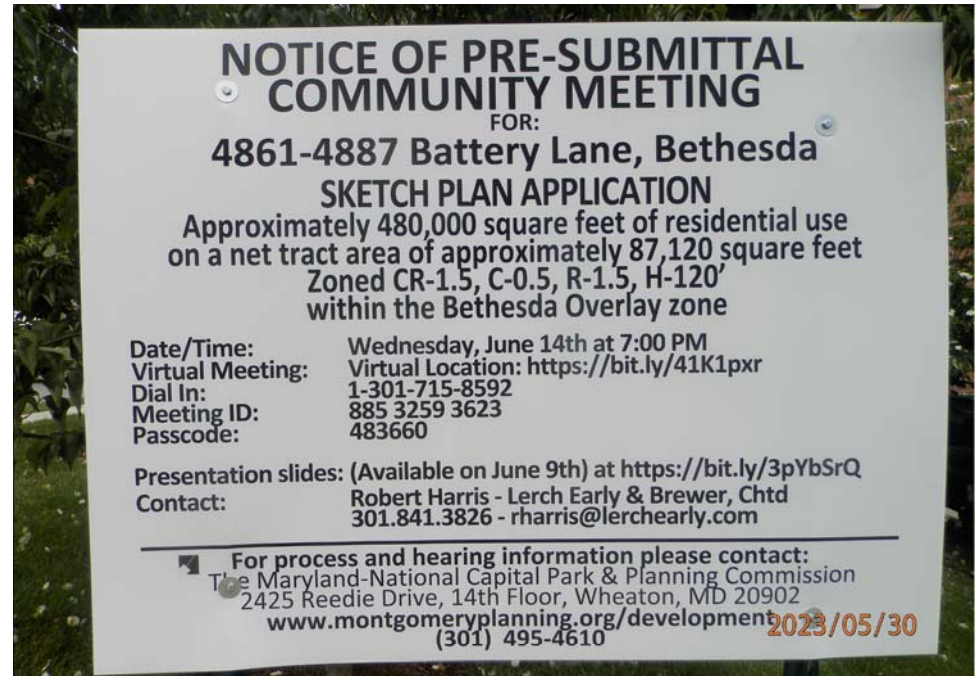 NOTICE OF PRE-SUBMITTAL
COMMUNITY MEETING
FOR:
4861-4887 Battery Lane, Bethesda
SKETCH PLAN APPLICATION
Approximately 480,000 square feet of residential use
on a net tract area of approximately 87,120 square feet
Zoned CR-1.5, C-0.5, R-1.5, H-120'
within the Bethesda Overlay zone
Date/Time: Wednesday, June 14th at 7:00 PM
Virtual Meeting: Virtual Location: https://bit.ly/41K1pxr
Dial In: 1-301-715-8592
Meeting ID: 885 3259 3623
Passcode: 483660
Presentation slides: (Available on June 9th) at https://bit.ly/3pYbSrQ
Contact: Robert Harris - Lerch Early & Brewer, Chtd
301.841.3826 - rharris@lerchearly.com
For process and hearing information please contact:
The Maryland-National Capital Park & Planning Commission
2425 Reedie Drive, 14th Floor, Wheaton, MD 20902
www.montgomeryplanning.org/development
(301) 495-4610
2023/05/30